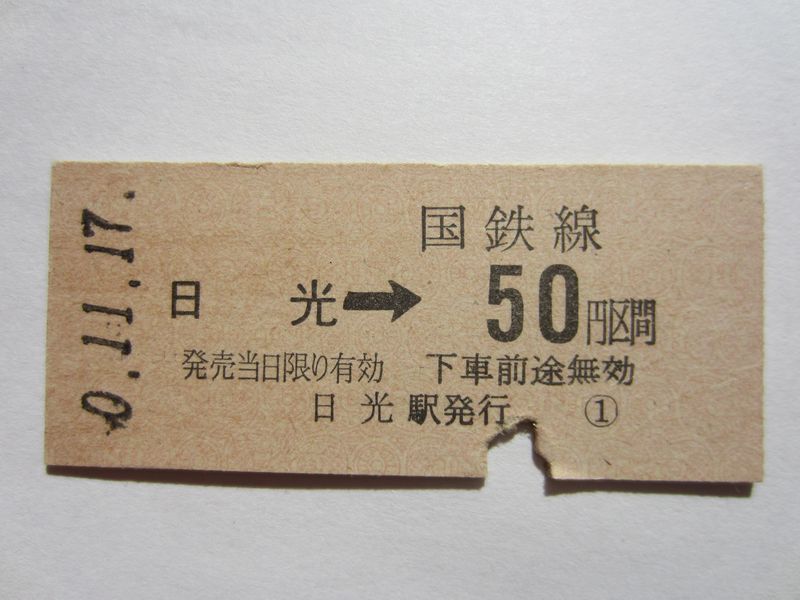 0.11.17.
国鉄線
日光→50円区間
発売当日限り有効 下車前途無効
日光駅発行 ①